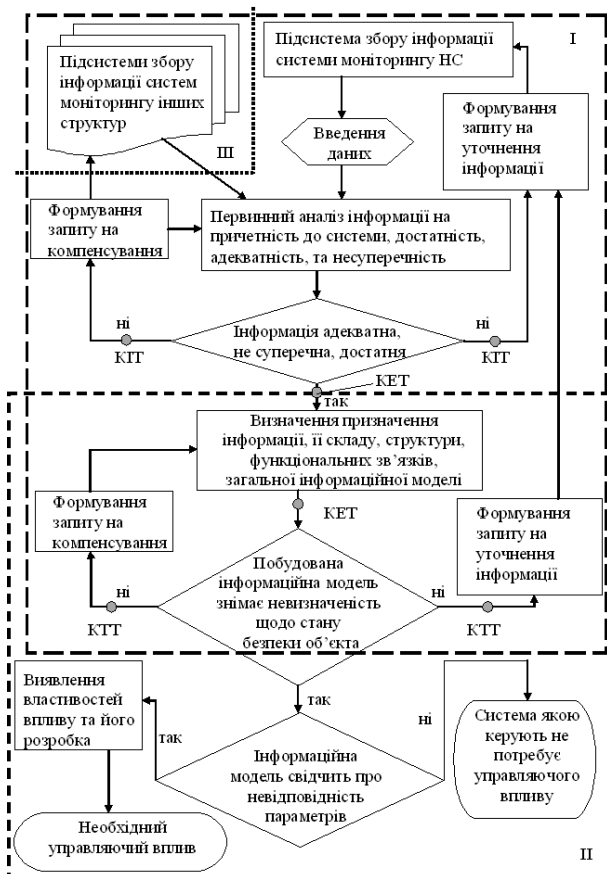 Підсистеми збору
інформації систем
моніторингу інших
структур
ІІІ
Підсистема збору інформації
системи моніторингу НС
І
Введення
даних
Формування
запиту на
уточнення
інформації
Формування
запиту на
компенсування
Первинний аналіз інформації на
причетність до системи, достатність,
адекватність, та несуперечність
ні
КТТ
Інформація адекватна,
не суперечна, достатня
ні
КТТ
КЕТ
так
Визначення призначення
інформації, її складу, структури,
функціональних зв’язків,
загальної інформаційної моделі
КЕТ
Формування
запиту на
компенсування
Формування
запиту на
уточнення
інформації
ні
КТТ
Побудована
інформаційна модель
знімає невизначеність
щодо стану
безпеки об’єкта
ні
КТТ
Виявлення
властивостей
впливу та його
розробка
так
так
ні
Система якою
керують не
потребує
управляючого
впливу
Інформаційна
модель свідчить про
невідповідність
параметрів
Необхідний
управляючий вплив
ІІ